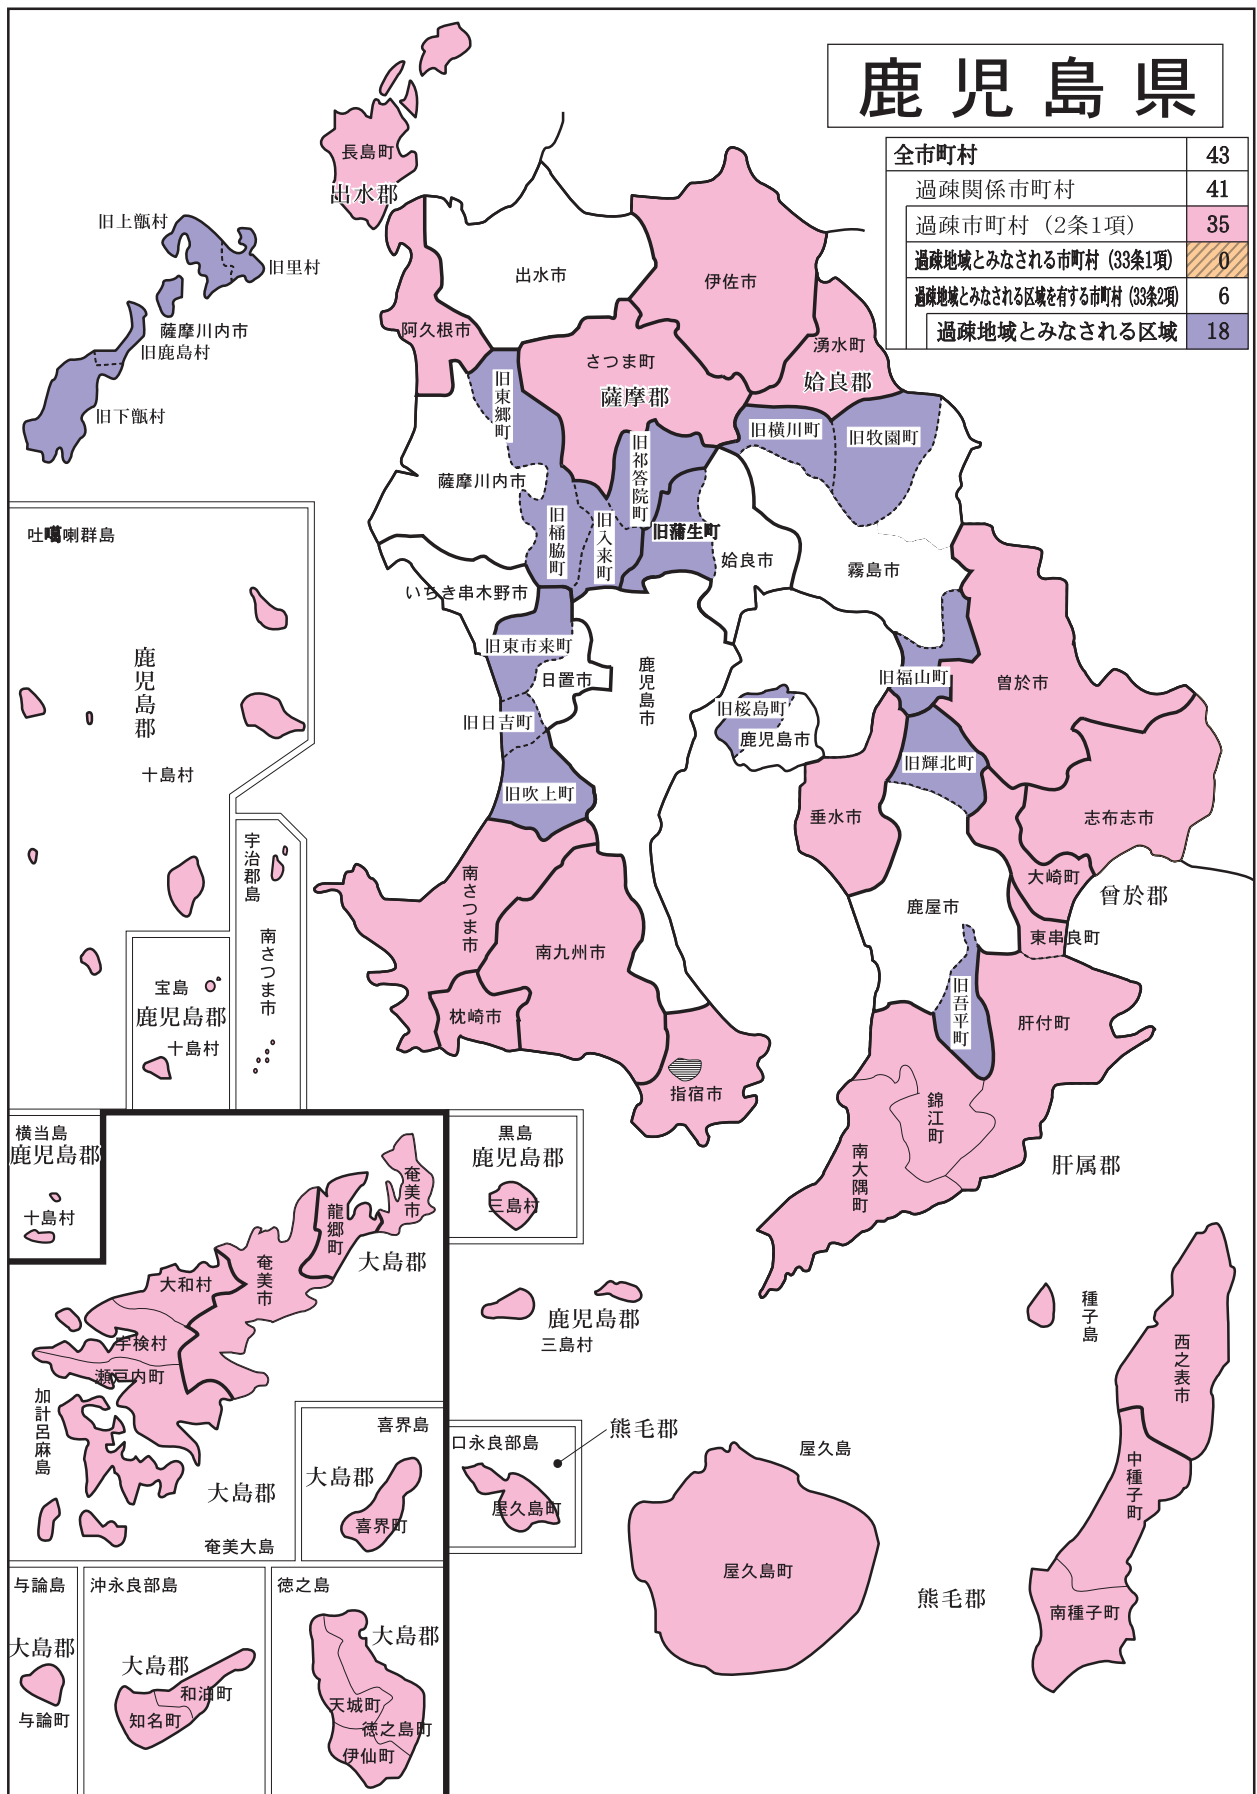 鹿児島県
全市町村 43
過疎関係市町村 41
過疎市町村（2条1項） 35
過疎地域とみなされる市町村（33条1項） 0
過疎地域とみなされる区域を有する市町村（33条2項） 6
過疎地域とみなされる区域 18
長島町
出水郡
旧上甑村
旧里村
薩摩川内市
旧鹿島村
旧下甑村
出水市
阿久根市
伊佐市
湧水町
姶良郡
さつま町
薩摩郡
旧東郷町
旧祁答院町
旧横川町
旧牧園町
薩摩川内市
旧樋脇町
旧入来町
旧蒲生町
姶良市
霧島市
いちき串木野市
旧東市来町
日置市
鹿児島市
旧日吉町
旧吹上町
旧桜島町
鹿児島市
旧福山町
曽於市
旧輝北町
垂水市
志布志市
大崎町
曾於郡
鹿屋市
東串良町
旧吾平町
肝付町
錦江町
南大隅町
肝属郡
南さつま市
南九州市
枕崎市
指宿市
吐噶喇群島
鹿児島郡
十島村
宇治群島
南さつま市
宝島
鹿児島郡
十島村
横当島
鹿児島郡
十島村
黒島
鹿児島郡
三島村
鹿児島郡
三島村
奄美市
龍郷町
大島郡
奄美市
大和村
宇検村
瀬戸内町
加計呂麻島
大島郡
奄美大島
喜界島
大島郡
喜界町
口永良部島
熊毛郡
屋久島町
屋久島
屋久島町
熊毛郡
種子島
西之表市
中種子町
南種子町
与論島
大島郡
与論町
沖永良部島
大島郡
和泊町
知名町
徳之島
大島郡
天城町
徳之島町
伊仙町